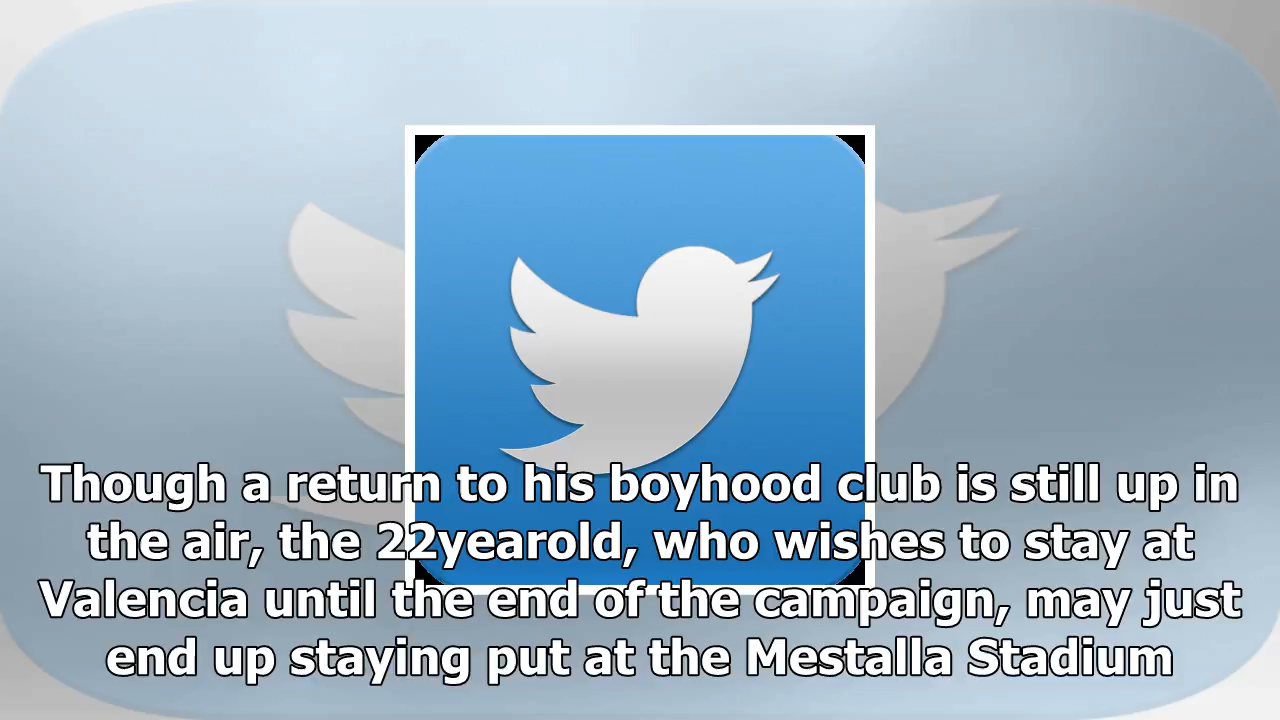 Though a return to his boyhood club is still up in
the air, the 22yearold, who wishes to stay at
Valencia until the end of the campaign, may just
end up staying put at the Mestalla Stadium